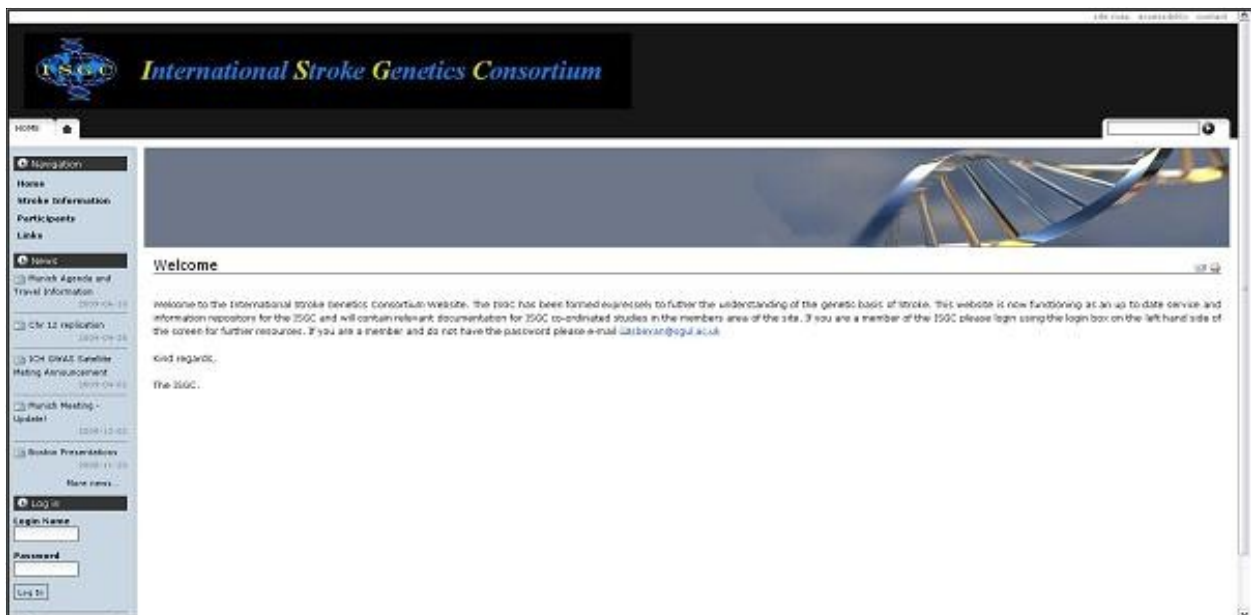 site map accessibility contact
ISGC
International Stroke Genetics Consortium
HOME
Navigation
Home
Stroke Information
Participants
Links
News
Munich Agenda and
Travel Information
Chr 12 replication
ICH GWAS Satellite
Mating Announcement
Munich Meeting -
Update!
Boston Presentations
More news...
Log in
Login Name
Password
Log In
Welcome
Welcome to the International Stroke Genetics Consortium Website. The ISGC has been formed expressely to futher the understanding of the genetic basis of stroke. This website is now functioning as an up to date service and
information repository for the ISGC and will contain relevant documentation for ISGC co-ordinated studies in the members area of the site. If you are a member of the ISGC please login using the login box on the left hand side of
the screen for further resources. If you are a member and do not have the password please e-mail
Kind regards,
The ISGC.